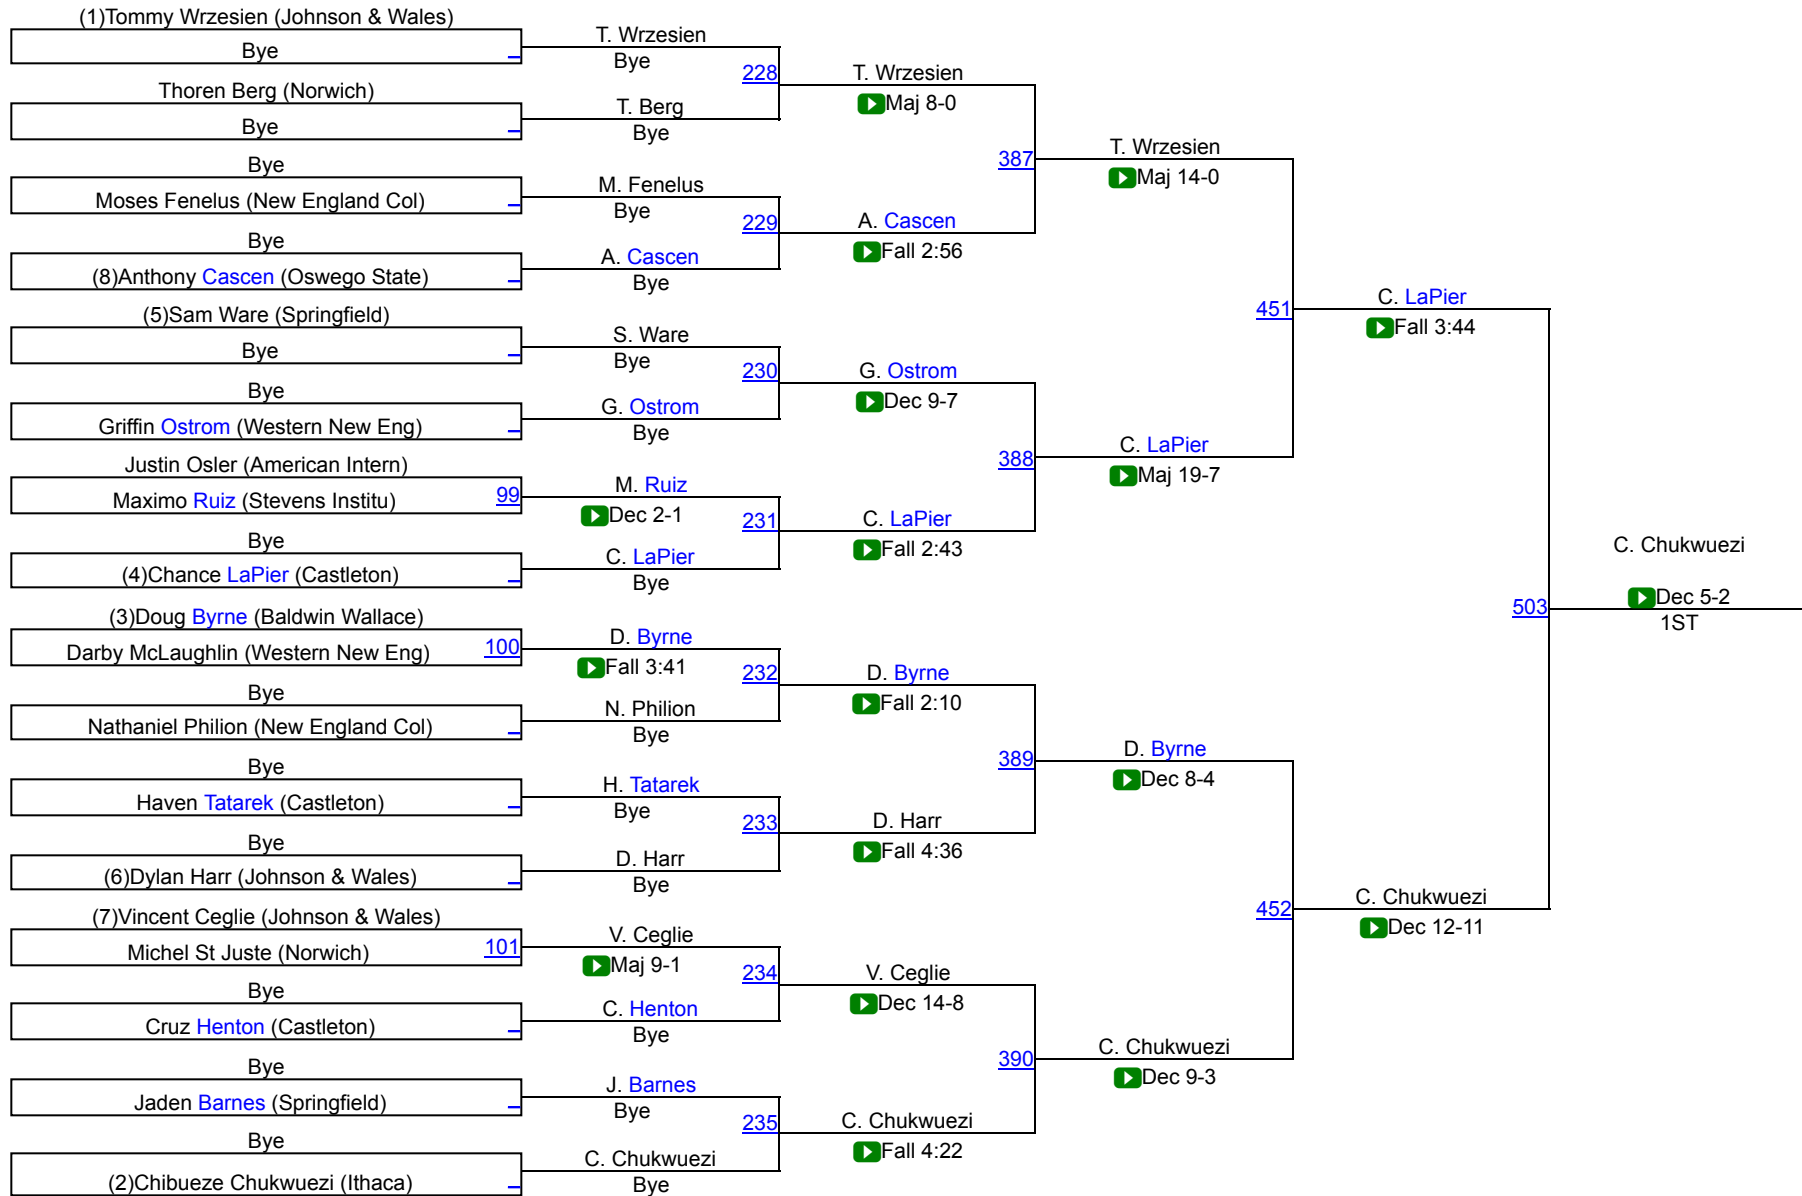 (1)Tommy Wrzesien (Johnson & Wales)
Bye
Thoren Berg (Norwich)
Bye
Bye
Moses Fenelus (New England Col)
Bye
(8)Anthony Cascen (Oswego State)
(5)Sam Ware (Springfield)
Bye
Bye
Griffin Ostrom (Western New Eng)
Justin Osler (American Intern)
Maximo Ruiz (Stevens Institu) 99
Bye
(4)Chance LaPier (Castleton)
(3)Doug Byrne (Baldwin Wallace)
Darby McLaughlin (Western New Eng) 100
Bye
Nathaniel Philion (New England Col)
Bye
Haven Tatarek (Castleton)
Bye
(6)Dylan Harr (Johnson & Wales)
(7)Vincent Ceglie (Johnson & Wales)
Michel St Juste (Norwich) 101
Bye
Cruz Henton (Castleton)
Bye
Jaden Barnes (Springfield)
Bye
(2)Chibueze Chukwuezi (Ithaca)
T. Wrzesien
Bye
228
T. Berg
Bye
M. Fenelus
Bye
229
A. Cascen
Bye
S. Ware
Bye
230
G. Ostrom
Bye
M. Ruiz
Dec 2-1
231
C. LaPier
Bye
D. Byrne
Fall 3:41
232
N. Philion
Bye
H. Tatarek
Bye
233
D. Harr
Bye
V. Ceglie
Maj 9-1
234
C. Henton
Bye
J. Barnes
Bye
235
C. Chukwuezi
Bye
T. Wrzesien
Maj 8-0
387
A. Cascen
Fall 2:56
G. Ostrom
Dec 9-7
388
C. LaPier
Fall 2:43
D. Byrne
Fall 2:10
389
D. Harr
Fall 4:36
V. Ceglie
Dec 14-8
390
C. Chukwuezi
Fall 4:22
T. Wrzesien
Maj 14-0
451
C. LaPier
Maj 19-7
D. Byrne
Dec 8-4
452
C. Chukwuezi
Dec 9-3
C. LaPier
Fall 3:44
503
C. Chukwuezi
Dec 12-11
C. Chukwuezi
Dec 5-2
1ST